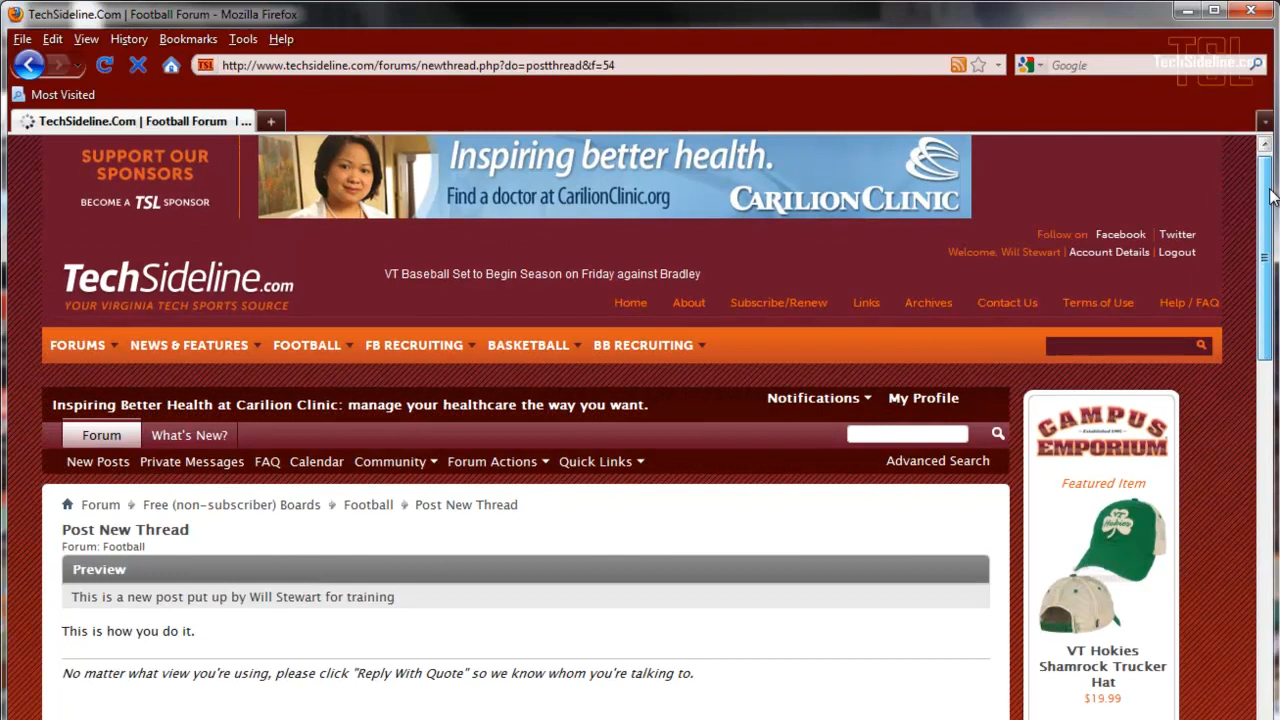 TechSideline.Com | Football Forum - Mozilla Firefox
File Edit View History Bookmarks Tools Help
TSL http://www.techsideline.com/forums/newthread.php?do=postthread&f=54
Google
TSL
TechSideline.co
Most Visited
TechSideline.Com | Football Forum I ...
SUPPORT OUR
SPONSORS
BECOME A TSL SPONSOR
Inspiring better health.
Find a doctor at CarilionClinic.org
CARILIONCLINIC
Follow on Facebook | Twitter
Welcome, Will Stewart | Account Details | Logout
TechSideline.com
YOUR VIRGINIA TECH SPORTS SOURCE
VT Baseball Set to Begin Season on Friday against Bradley
Home About Subscribe/Renew Links Archives Contact Us Terms of Use Help / FAQ
FORUMS NEWS & FEATURES FOOTBALL FB RECRUITING BASKETBALL BB RECRUITING
Inspiring Better Health at Carilion Clinic: manage your healthcare the way you want.
Notifications My Profile
Forum What's New?
New Posts Private Messages FAQ Calendar Community Forum Actions Quick Links Advanced Search
Forum Free (non-subscriber) Boards Football Post New Thread
Post New Thread
Forum: Football
Preview
This is a new post put up by Will Stewart for training
This is how you do it.
No matter what view you're using, please click "Reply With Quote" so we know whom you're talking to.
CAMPUS
EMPORIUM
Featured Item
VT
Hokies
VT Hokies
Shamrock Trucker
Hat
$19.99